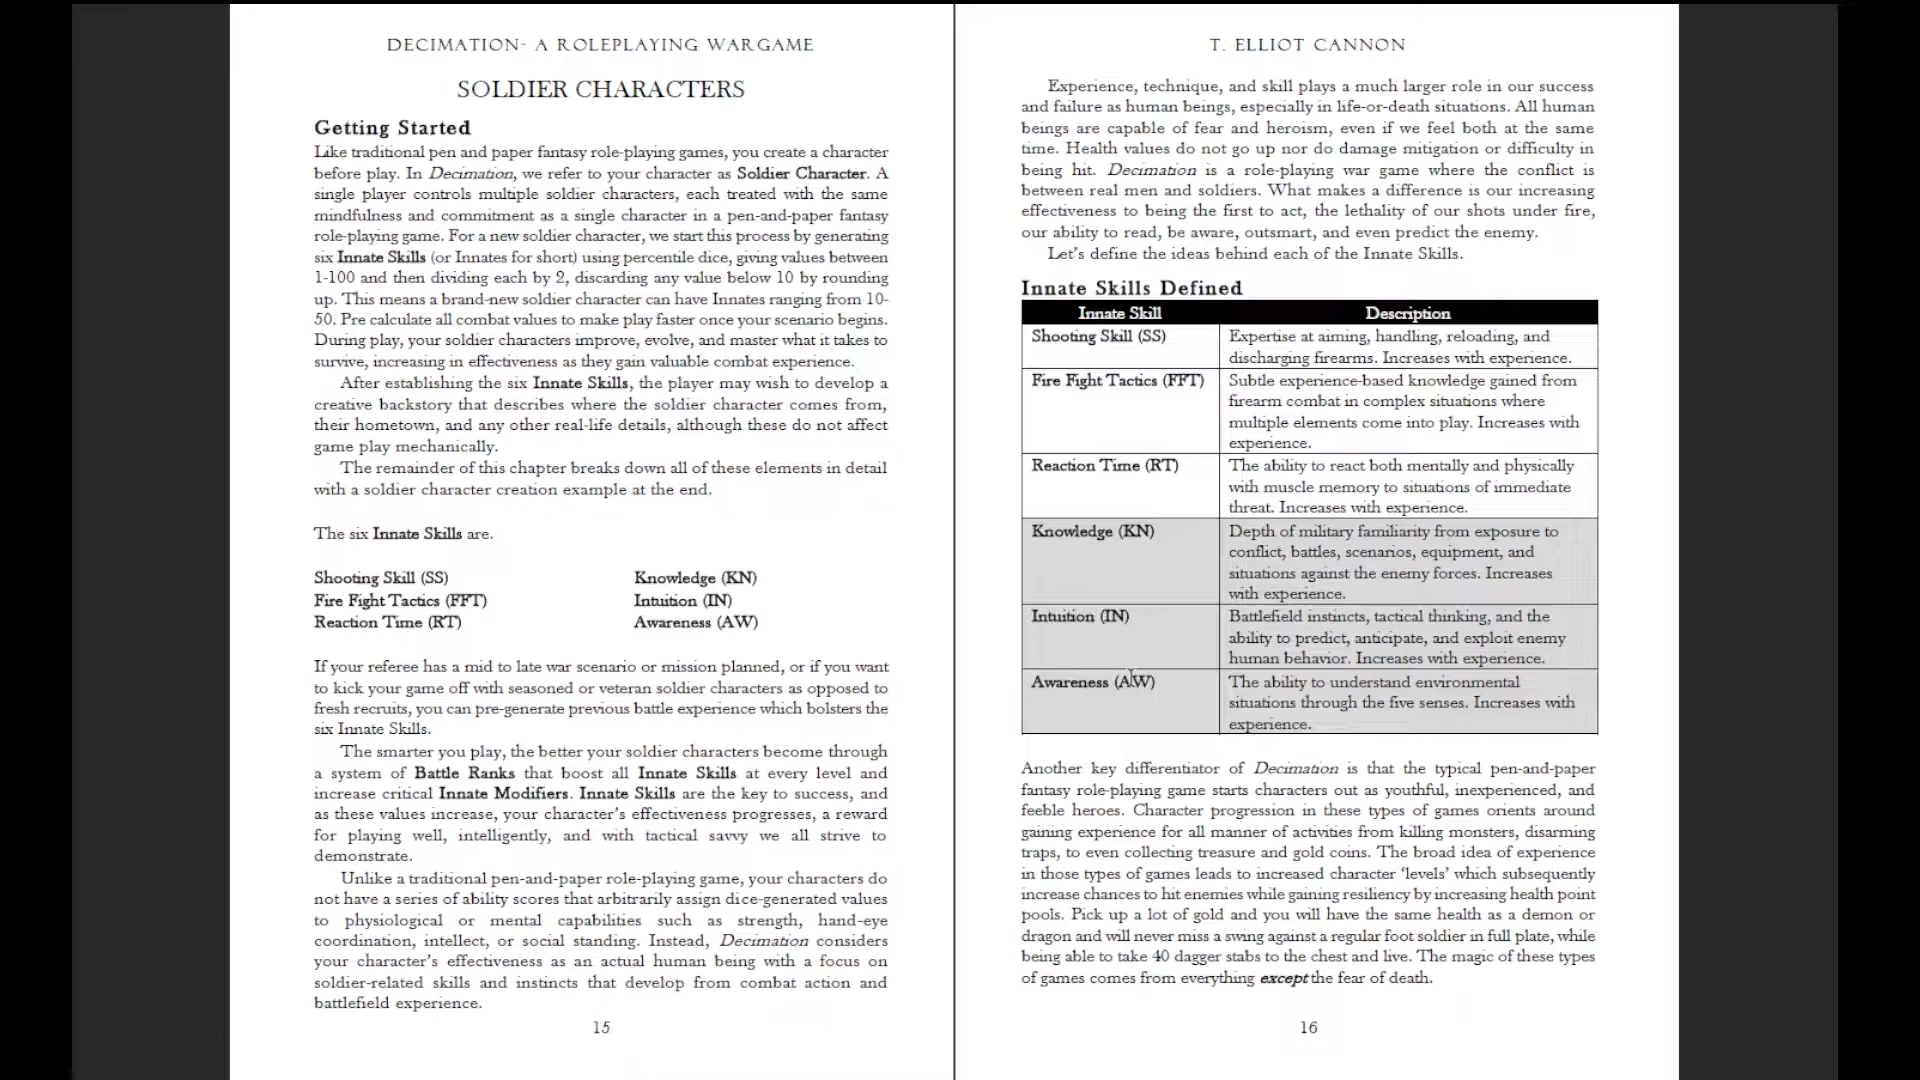 DECIMATION- A ROLEPLAYING WARGAME
SOLDIER CHARACTERS
Getting Started
Like traditional pen and paper fantasy role-playing games, you create a character
before play. In Decimation, we refer to your character as Soldier Character. A
single player controls multiple soldier characters, each treated with the same
mindfulness and commitment as a single character in a pen-and-paper fantasy
role-playing game. For a new soldier character, we start this process by generating
six Innate Skills (or Innates for short) using percentile dice, giving values between
1-100 and then dividing each by 2, discarding any value below 10 by rounding
up. This means a brand-new soldier character can have Innates ranging from 10-
50. Pre calculate all combat values to make play faster once your scenario begins.
During play, your soldier characters improve, evolve, and master what it takes to
survive, increasing in effectiveness as they gain valuable combat experience.
After establishing the six Innate Skills, the player may wish to develop a
creative backstory that describes where the soldier character comes from,
their hometown, and any other real-life details, although these do not affect
game play mechanically.
The remainder of this chapter breaks down all of these elements in detail
with a soldier character creation example at the end.
The six Innate Skills are.
Shooting Skill (SS) Knowledge (KN)
Fire Fight Tactics (FFT) Intuition (IN)
Reaction Time (RT) Awareness (AW)
If your referee has a mid to late war scenario or mission planned, or if you want
to kick your game off with seasoned or veteran soldier characters as opposed to
fresh recruits, you can pre-generate previous battle experience which bolsters the
six Innate Skills.
The smarter you play, the better your soldier characters become through
a system of Battle Ranks that boost all Innate Skills at every level and
increase critical Innate Modifiers. Innate Skills are the key to success, and
as these values increase, your character's effectiveness progresses, a reward
for playing well, intelligently, and with tactical savvy we all strive to
demonstrate.
Unlike a traditional pen-and-paper role-playing game, your characters do
not have a series of ability scores that arbitrarily assign dice-generated values
to physiological or mental capabilities such as strength, hand-eye
coordination, intellect, or social standing. Instead, Decimation considers
your character's effectiveness as an actual human being with a focus on
soldier-related skills and instincts that develop from combat action and
battlefield experience.
15
T. ELLIOT CANNON
Experience, technique, and skill plays a much larger role in our success
and failure as human beings, especially in life-or-death situations. All human
beings are capable of fear and heroism, even if we feel both at the same
time. Health values do not go up nor do damage mitigation or difficulty in
being hit. Decimation is a role-playing war game where the conflict is
between real men and soldiers. What makes a difference is our increasing
effectiveness to being the first to act, the lethality of our shots under fire,
our ability to read, be aware, outsmart, and even predict the enemy.
Let's define the ideas behind each of the Innate Skills.
Innate Skills Defined
Innate Skill Description
Shooting Skill (SS) Expertise at aiming, handling, reloading, and
discharging firearms. Increases with experience.
Fire Fight Tactics (FFT) Subtle experience-based knowledge gained from
firearm combat in complex situations where
multiple elements come into play. Increases with
experience.
Reaction Time (RT) The ability to react both mentally and physically
with muscle memory to situations of immediate
threat. Increases with experience.
Knowledge (KN) Depth of military familiarity from exposure to
conflict, battles, scenarios, equipment, and
situations against the enemy forces. Increases
with experience.
Intuition (IN) Battlefield instincts, tactical thinking, and the
ability to predict, anticipate, and exploit enemy
human behavior. Increases with experience.
Awareness (AW) The ability to understand environmental
situations through the five senses. Increases with
experience.
Another key differentiator of Decimation is that the typical pen-and-paper
fantasy role-playing game starts characters out as youthful, inexperienced, and
feeble heroes. Character progression in these types of games orients around
gaining experience for all manner of activities from killing monsters, disarming
traps, to even collecting treasure and gold coins. The broad idea of experience
in those types of games leads to increased character 'levels' which subsequently
increase chances to hit enemies while gaining resiliency by increasing health point
pools. Pick up a lot of gold and you will have the same health as a demon or
dragon and will never miss a swing against a regular foot soldier in full plate, while
being able to take 40 dagger stabs to the chest and live. The magic of these types
of games comes from everything except the fear of death.
16